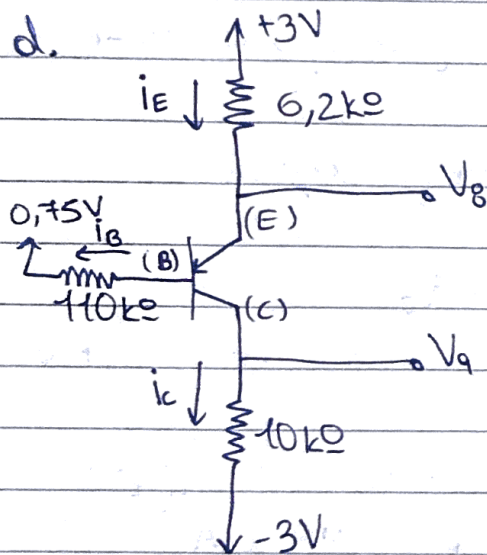 d.
+3V
iE
6,2kΩ
V8
0,75V
iB
(E)
(B)
110kΩ
(C)
V9
iC
10kΩ
-3V